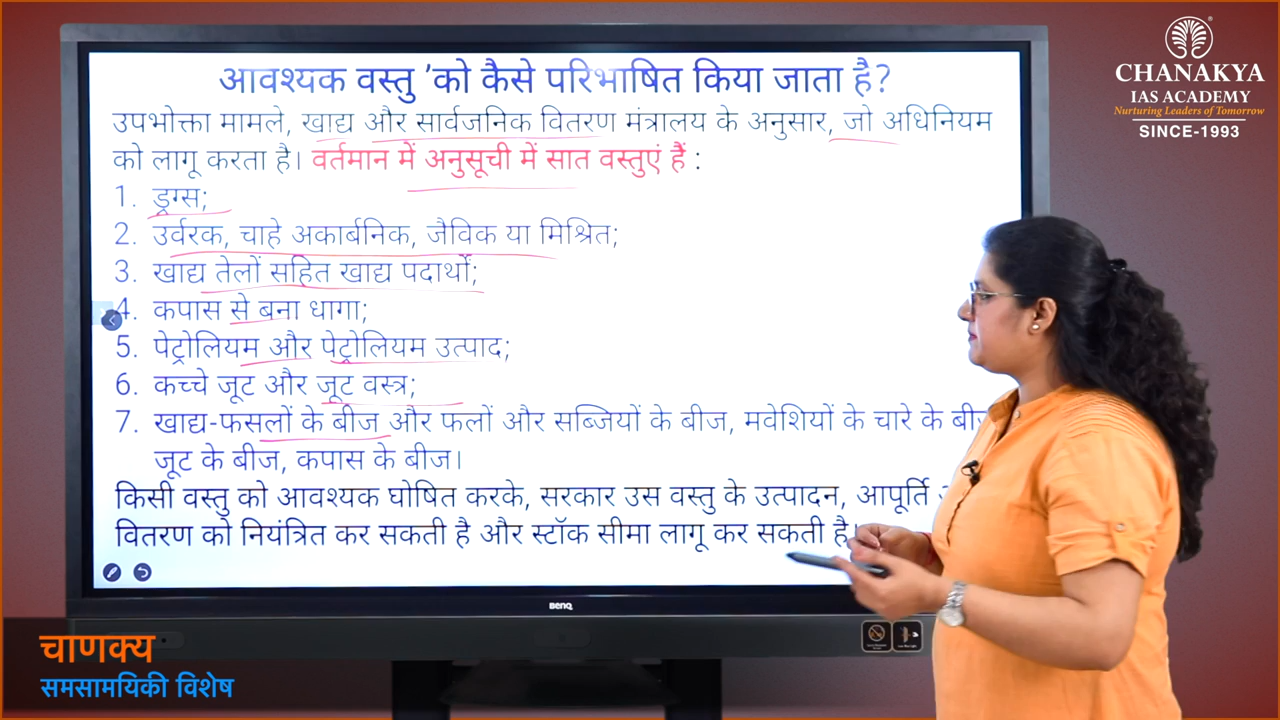 आवश्यक वस्तु 'को कैसे परिभाषित किया जाता है?
उपभोक्ता मामले, खाद्य और सार्वजनिक वितरण मंत्रालय के अनुसार, जो अधिनियम
को लागू करता है। वर्तमान में अनुसूची में सात वस्तुएं हैं :
1. ड्रग्स;
2. उर्वरक, चाहे अकार्बनिक, जैविक या मिश्रित;
3. खाद्य तेलों सहित खाद्य पदार्थों;
4. कपास से बना धागा;
5. पेट्रोलियम और पेट्रोलियम उत्पाद;
6. कच्चे जूट और जूट वस्त्र;
7. खाद्य-फसलों के बीज और फलों और सब्जियों के बीज, मवेशियों के चारे के
जूट के बीज, कपास के बीज।
किसी वस्तु को आवश्यक घोषित करके, सरकार उस वस्तु के उत्पादन, आपूर्ति
वितरण को नियंत्रित कर सकती है और स्टॉक सीमा लागू कर सकती है।
BenQ
CHANAKYA
IAS ACADEMY
Nurturing Leaders of Tomorrow
SINCE-1993
चाणक्य
समसामयिकी विशेष